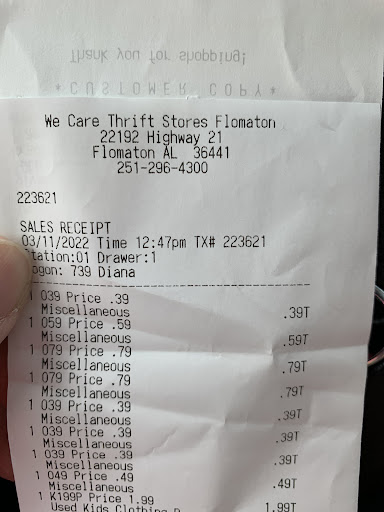 Thank you for shopping!
*CUSTOMER COPY*
We Care Thrift Stores Flomaton
22192 Highway 21
Flomaton AL 36441
251-296-4300
223621
SALES RECEIPT
03/11/2022 Time 12:47pm TX# 223621
tation:01 Drawer:1
ogon: 739 Diana
1 039 Price .39
Miscellaneous .39T
1 059 Price .59
Miscellaneous .59T
1 079 Price .79
Miscellaneous .79T
1 079 Price .79
Miscellaneous .79T
1 039 Price .39
Miscellaneous .39T
1 039 Price .39
Miscellaneous .39T
1 039 Price .39
Miscellaneous .39T
1 049 Price .49
Miscellaneous .49T
1 K199P Price 1.99
Used Kids Clothing 1.99T